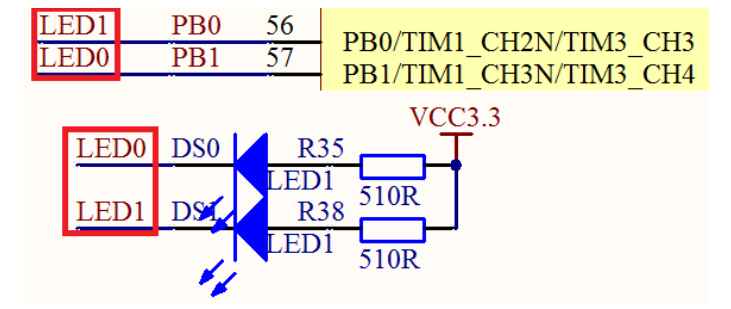 LED1 PB0 56
PB0/TIM1_CH2N/TIM3_CH3
LED0 PB1 57
PB1/TIM1_CH3N/TIM3_CH4
VCC3.3
LED0 DS0 R35
LED1 510R
LED1 DS1 R38
LED1 510R